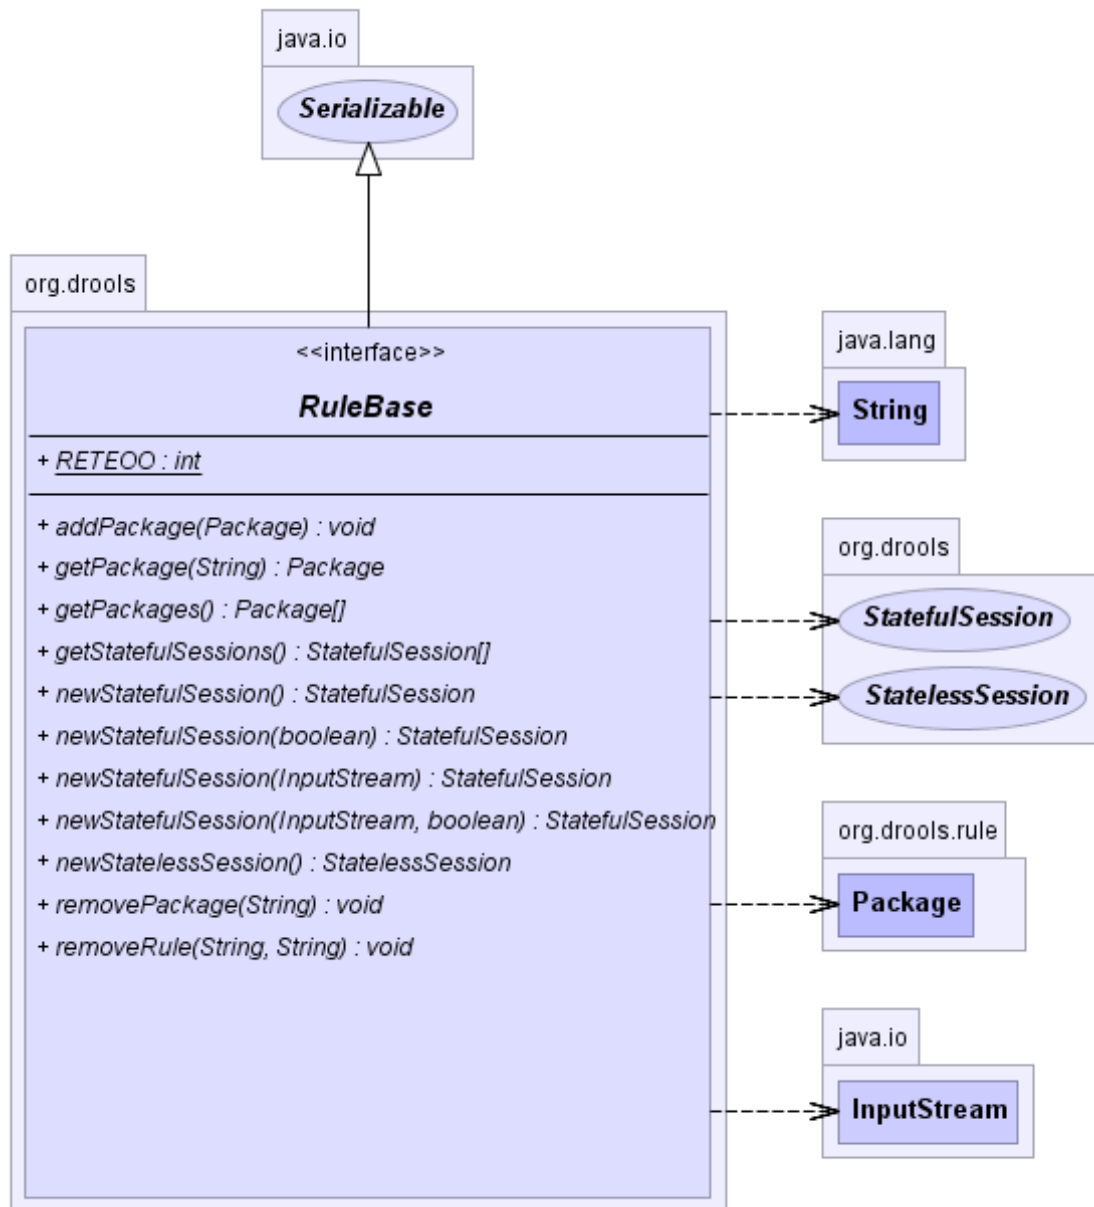 java.io
Serializable
org.drools
<<interface>>
RuleBase
+ RETEOO : int
+ addPackage(Package) : void
+ getPackage(String) : Package
+ getPackages() : Package[]
+ getStatefulSessions() : StatefulSession[]
+ newStatefulSession() : StatefulSession
+ newStatefulSession(boolean) : StatefulSession
+ newStatefulSession(InputStream) : StatefulSession
+ newStatefulSession(InputStream, boolean) : StatefulSession
+ newStatelessSession() : StatelessSession
+ removePackage(String) : void
+ removeRule(String, String) : void
java.lang
String
org.drools
StatefulSession
StatelessSession
org.drools.rule
Package
java.io
InputStream